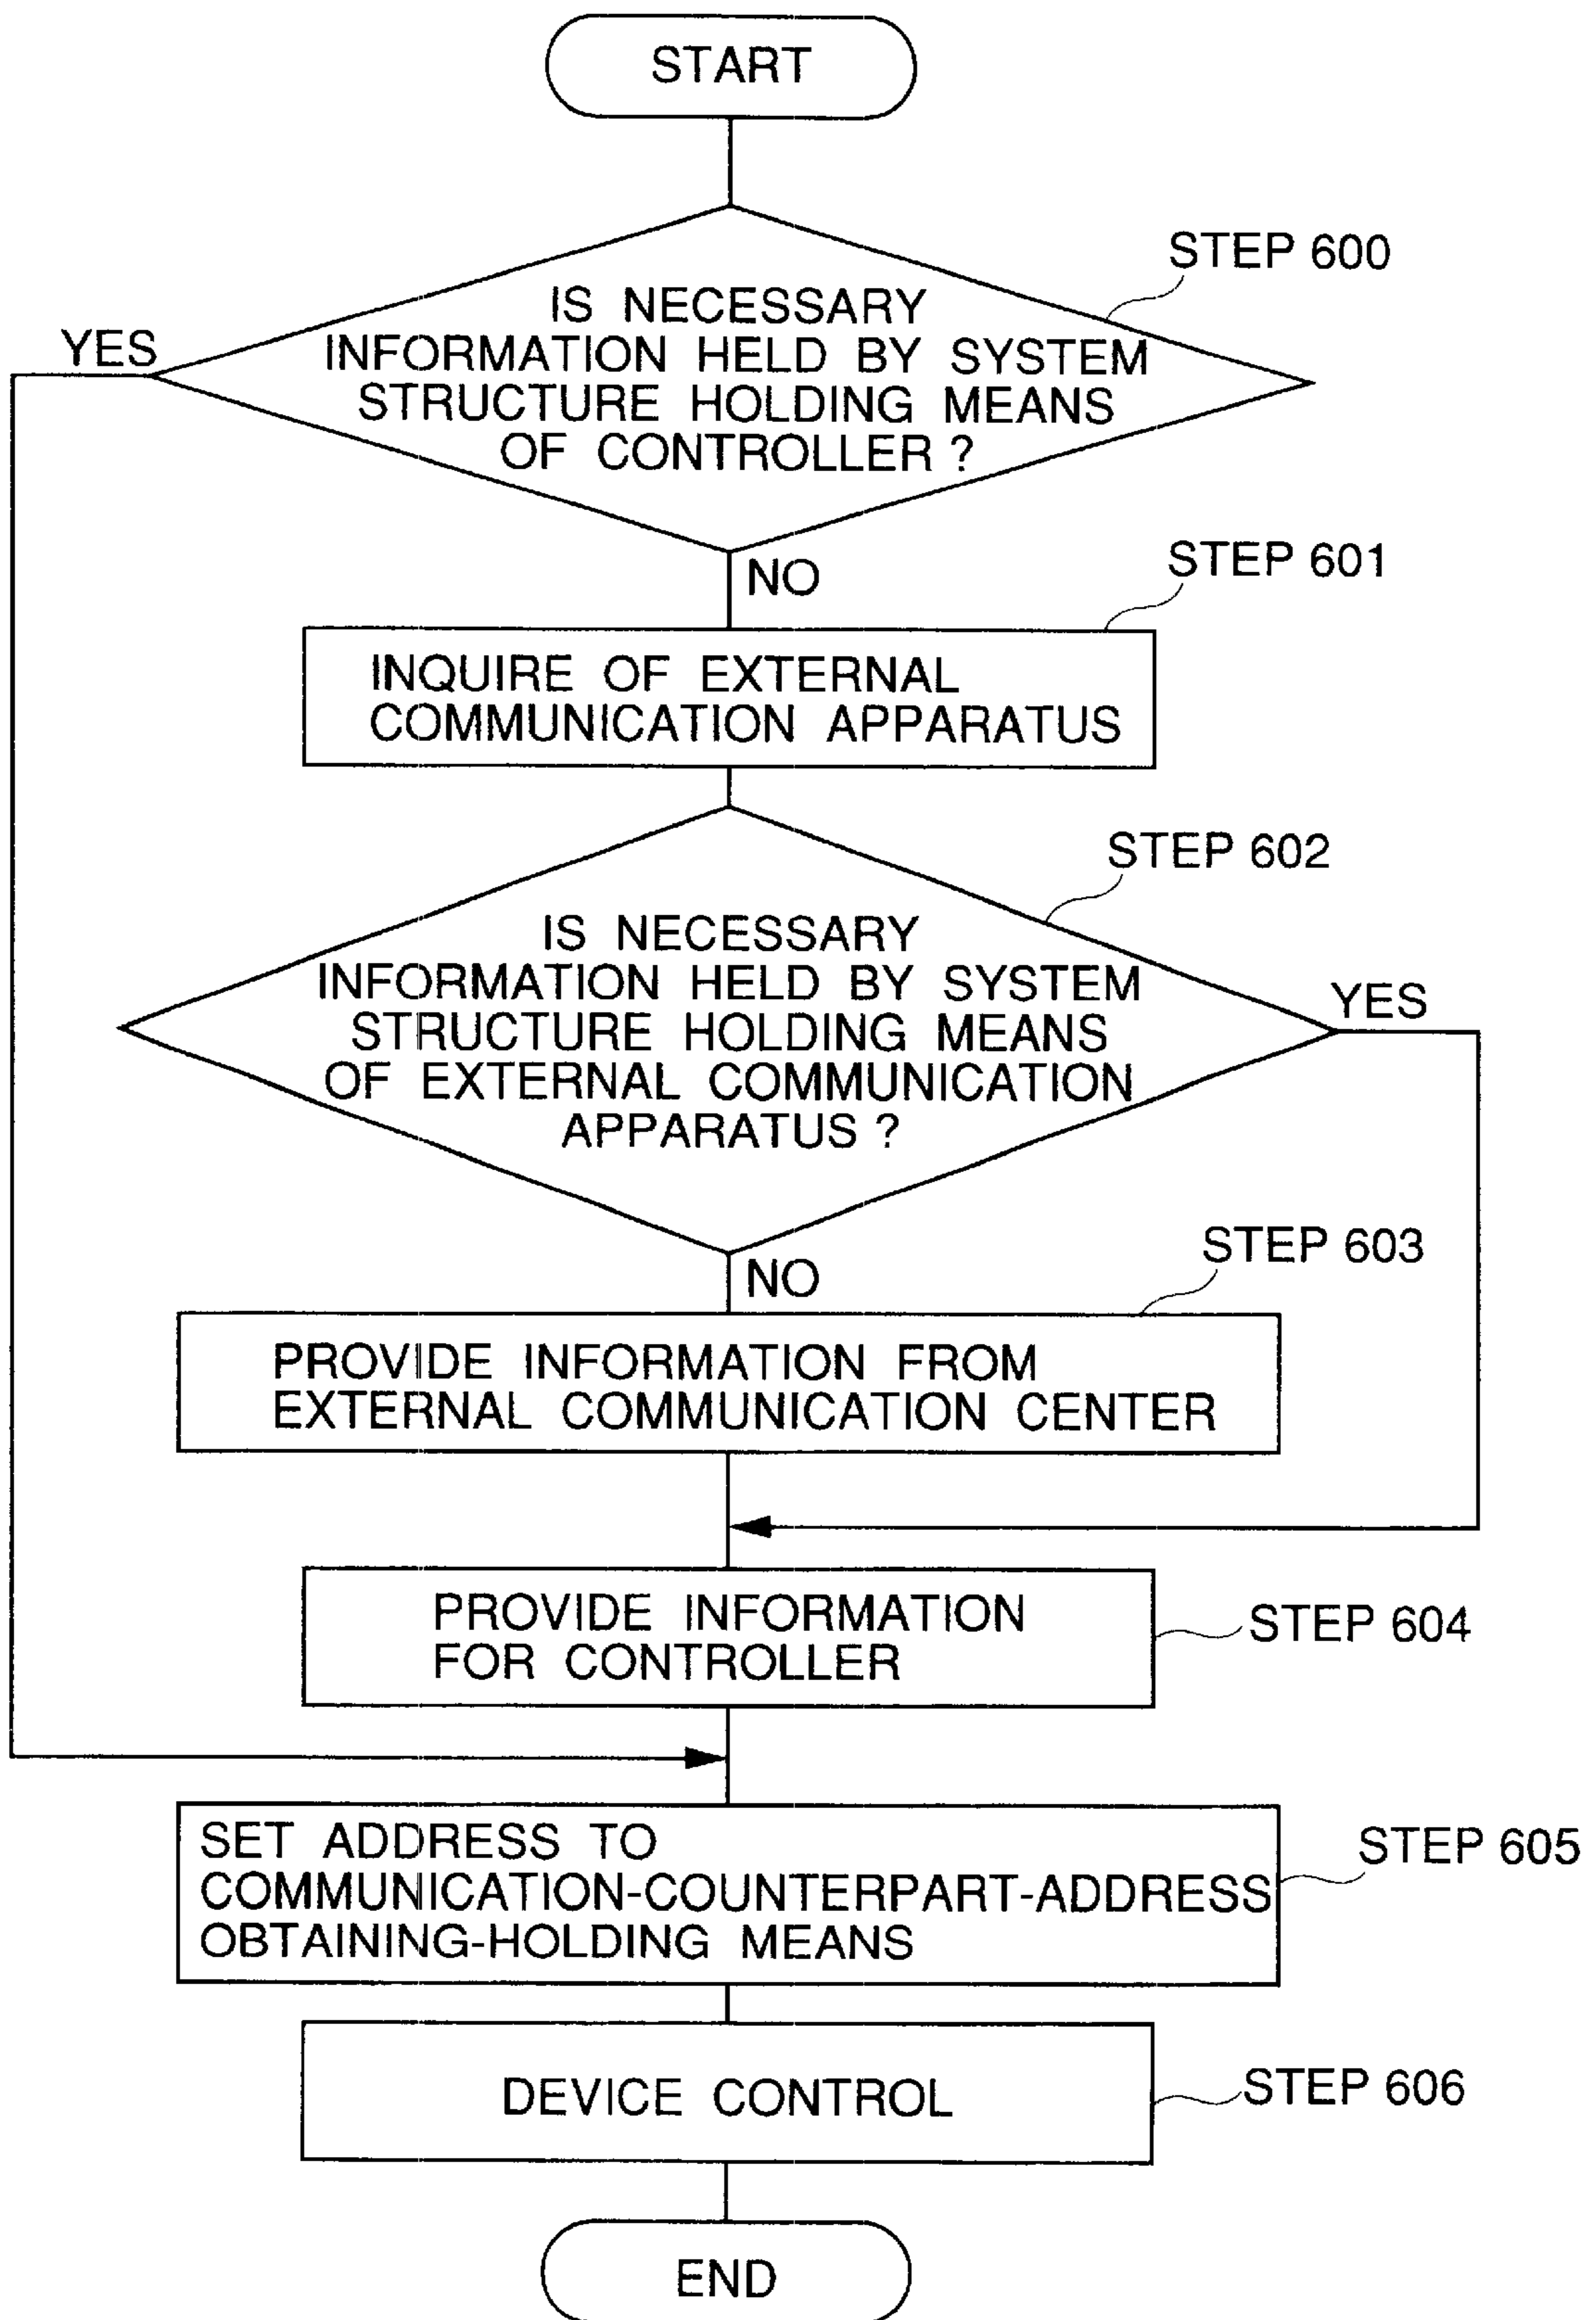 START
STEP 600
IS NECESSARY
INFORMATION HELD BY SYSTEM
STRUCTURE HOLDING MEANS
OF CONTROLLER ?
YES
NO
STEP 601
INQUIRE OF EXTERNAL
COMMUNICATION APPARATUS
STEP 602
IS NECESSARY
INFORMATION HELD BY SYSTEM
STRUCTURE HOLDING MEANS
OF EXTERNAL COMMUNICATION
APPARATUS ?
YES
NO
STEP 603
PROVIDE INFORMATION FROM
EXTERNAL COMMUNICATION CENTER
PROVIDE INFORMATION
FOR CONTROLLER
STEP 604
SET ADDRESS TO
COMMUNICATION-COUNTERPART-ADDRESS
OBTAINING-HOLDING MEANS
STEP 605
DEVICE CONTROL
STEP 606
END